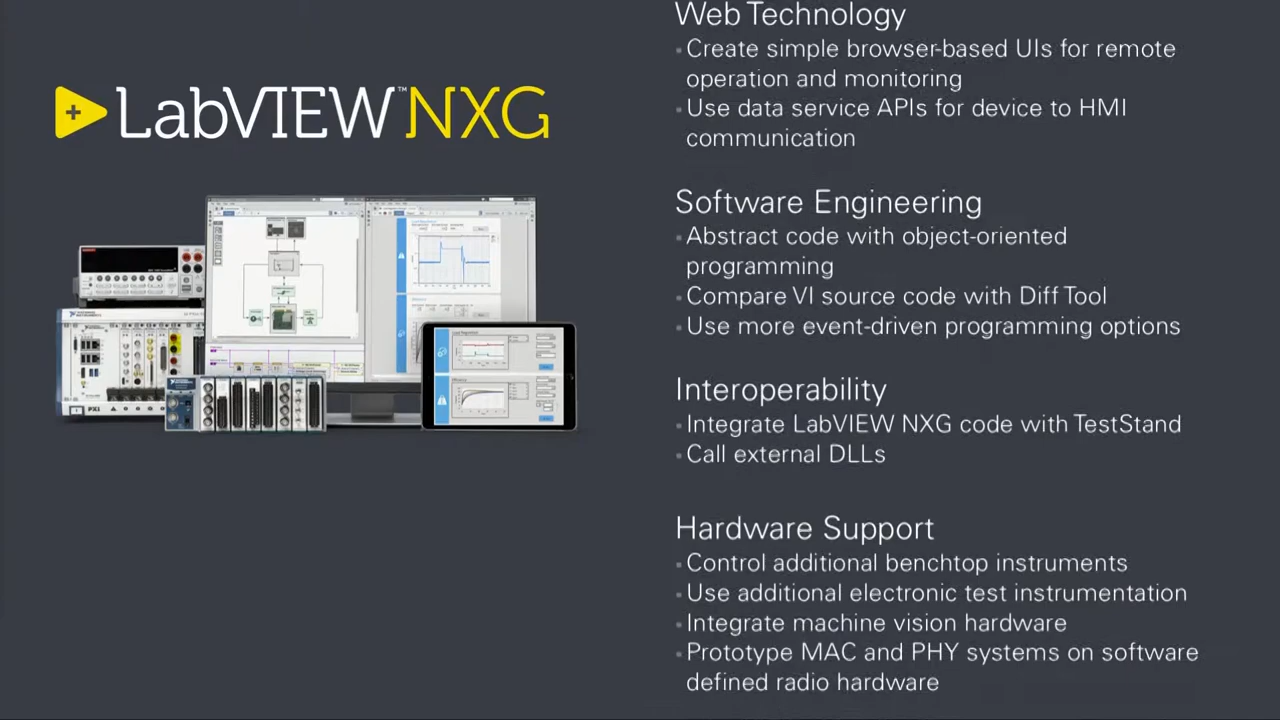 LabVIEW™ NXG
PXI
Web Technology
Create simple browser-based UIs for remote
operation and monitoring
Use data service APIs for device to HMI
communication
Software Engineering
Abstract code with object-oriented
programming
Compare VI source code with Diff Tool
Use more event-driven programming options
Interoperability
Integrate LabVIEW NXG code with TestStand
Call external DLLs
Hardware Support
Control additional benchtop instruments
Use additional electronic test instrumentation
Integrate machine vision hardware
Prototype MAC and PHY systems on software
defined radio hardware